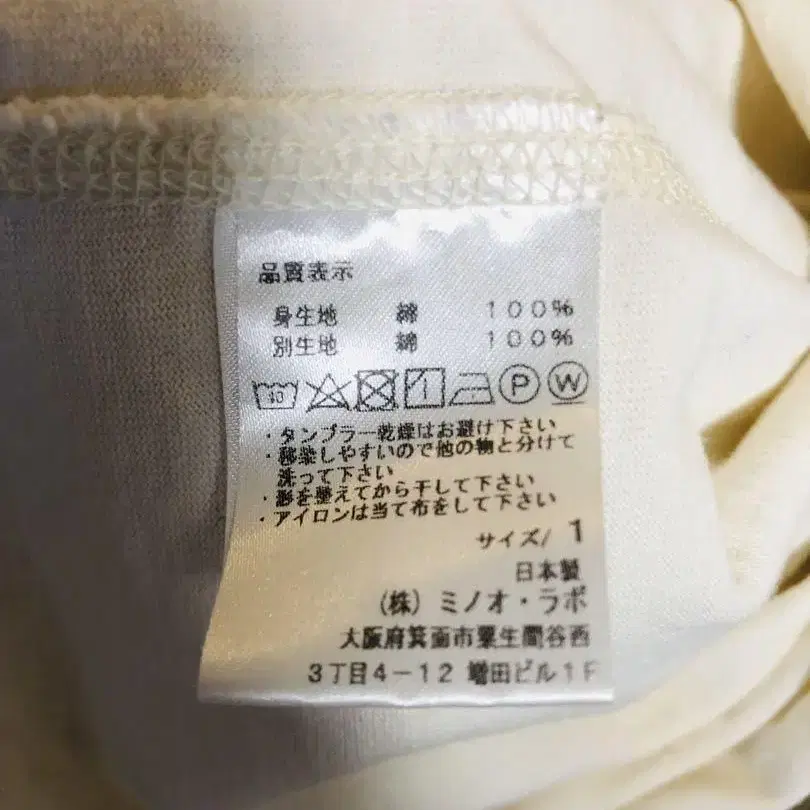 品質表示
身生地 綿 100%
別生地 綿 100%
40 P W
・タンブラー乾燥はお避け下さい
・移染しやすいので他の物と分けて
洗って下さい
・形を整えてから干して下さい
・アイロンは当て布をして下さい
サイズ/ 1
日本製
(株) ミノオ・ラボ
大阪府箕面市粟生間谷西
3丁目4-12 増田ビル1F